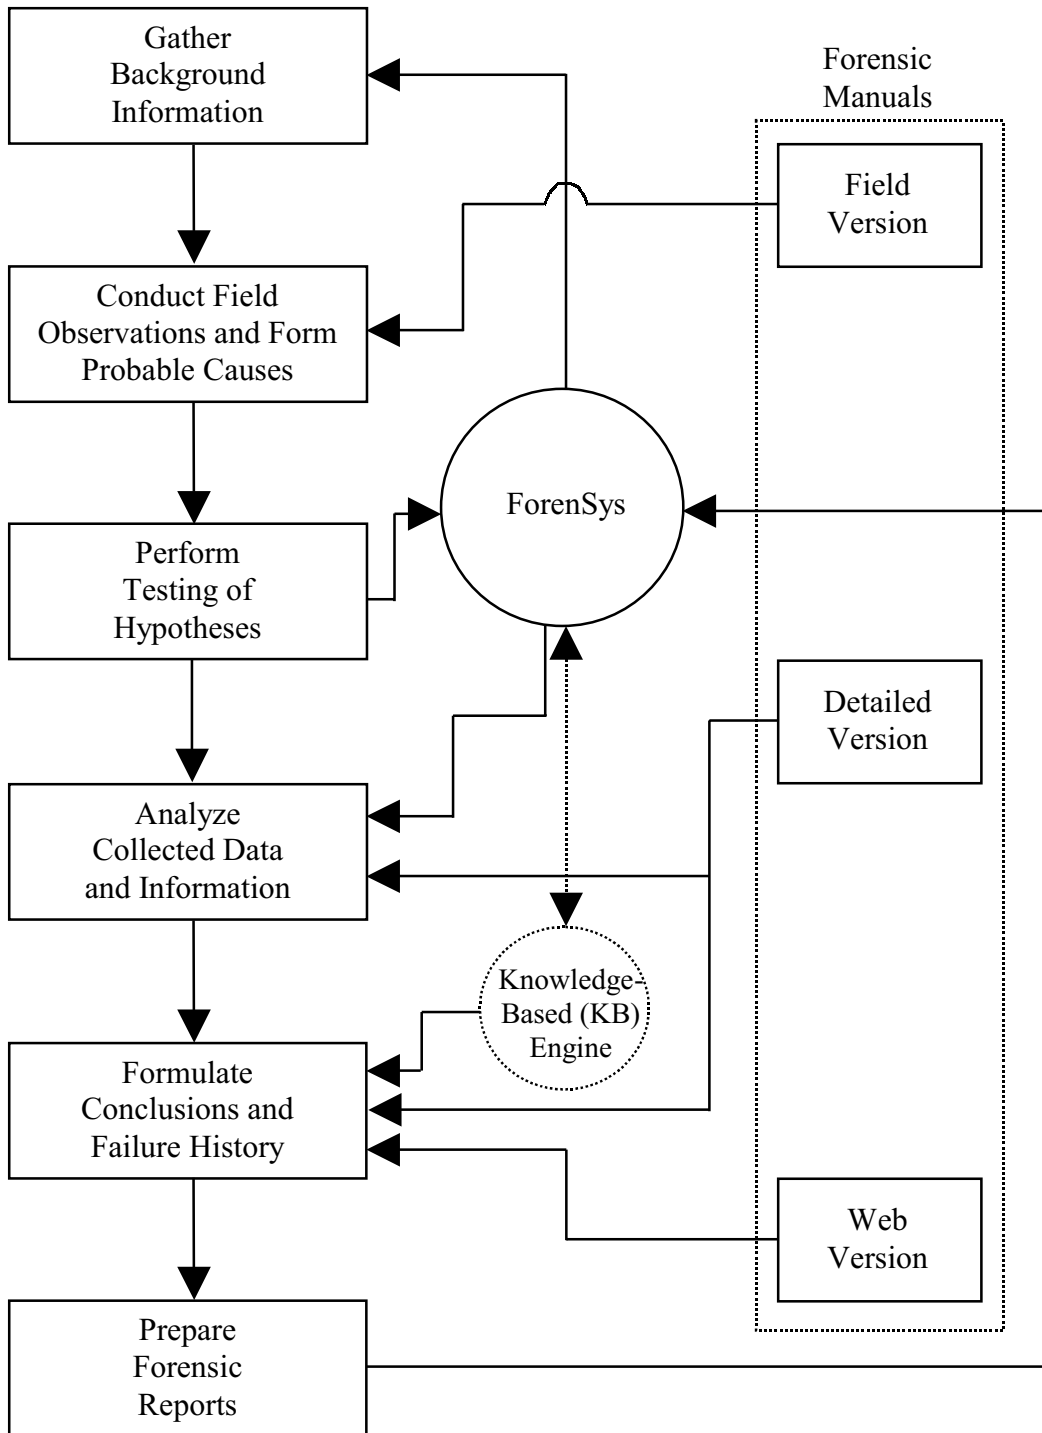 Gather
Background
Information
Forensic
Manuals
Field
Version
Conduct Field
Observations and Form
Probable Causes
ForenSys
Perform
Testing of
Hypotheses
Detailed
Version
Analyze
Collected Data
and Information
Knowledge-
Based (KB)
Engine
Formulate
Conclusions and
Failure History
Web
Version
Prepare
Forensic
Reports